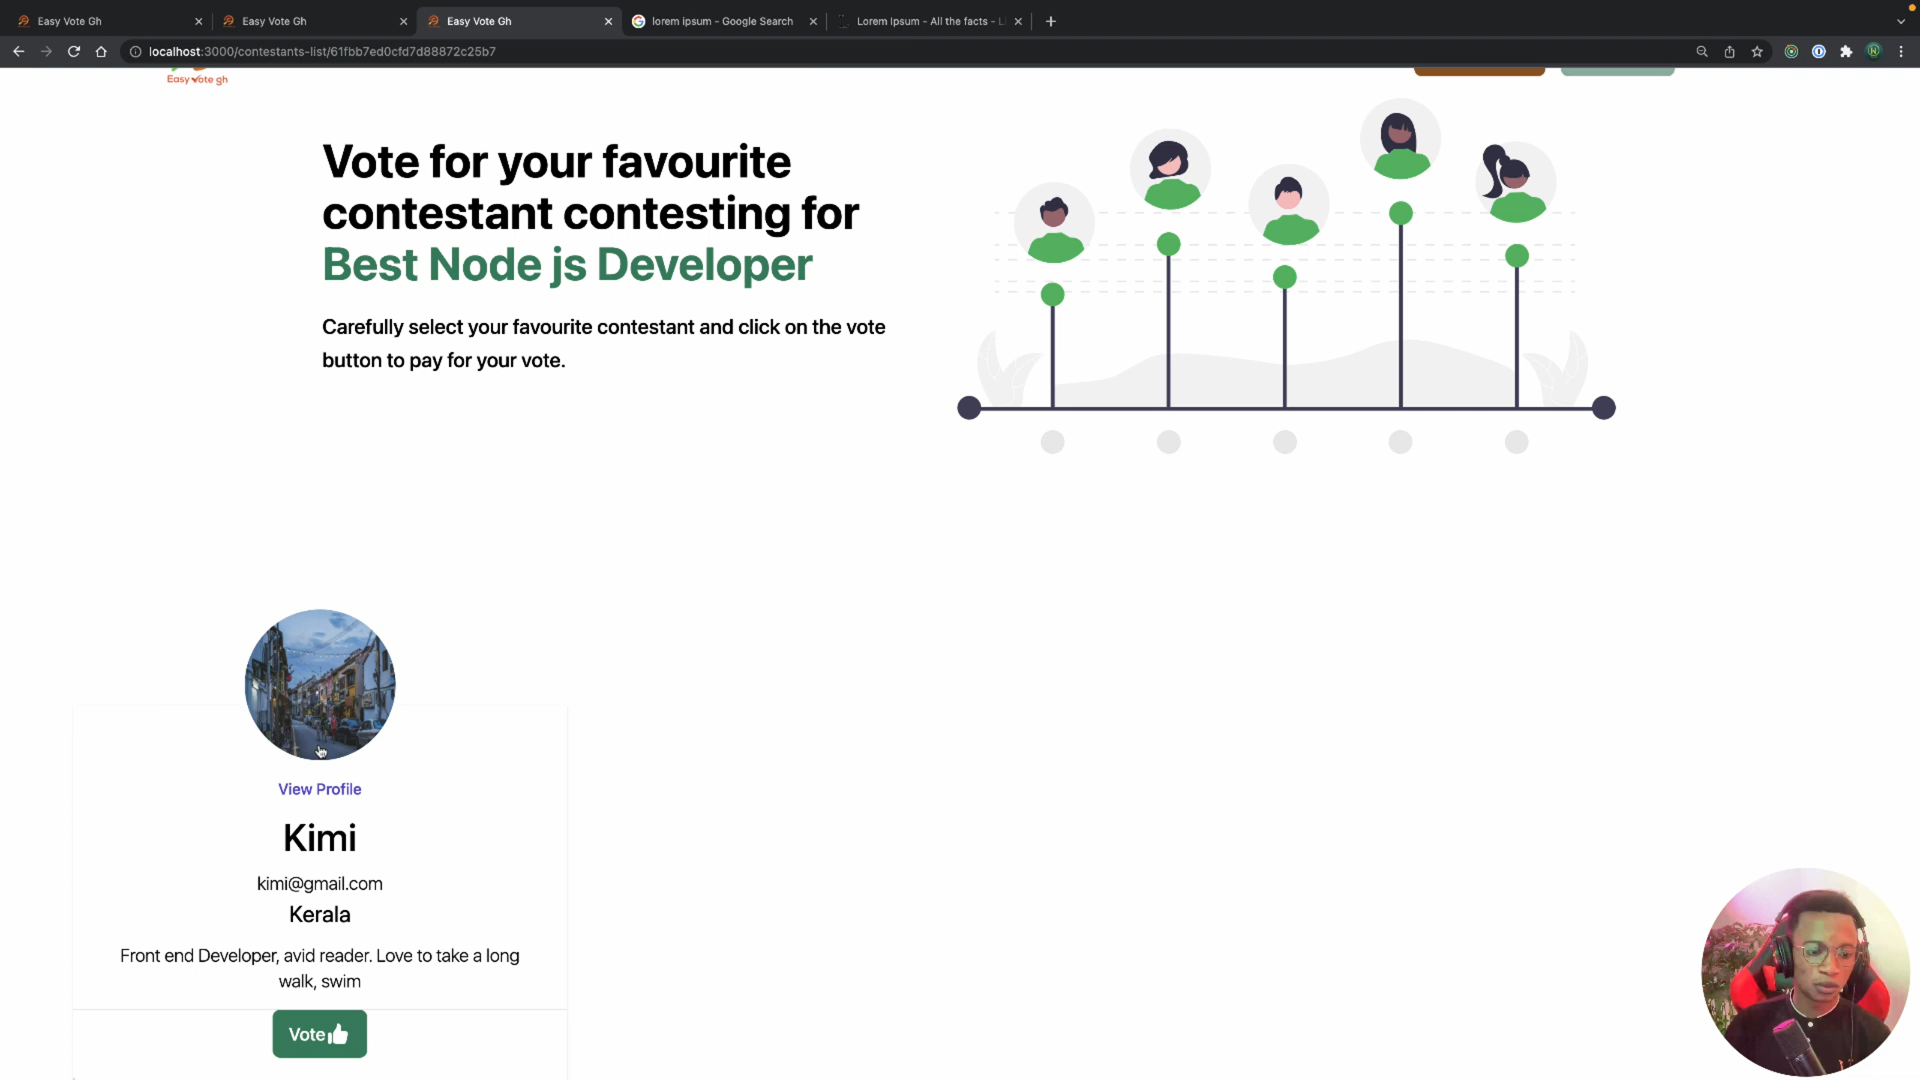 Easy Vote Gh
Easy Vote Gh
Easy Vote Gh
lorem ipsum - Google Search
Lorem Ipsum - All the facts - L
localhost:3000/contestants-list/61fbb7ed0cfd7d88872c25b7
Easy vote gh
Vote for your favourite
contestant contesting for
Best Node js Developer
Carefully select your favourite contestant and click on the vote
button to pay for your vote.
View Profile
Kimi
kimi@gmail.com
Kerala
Front end Developer, avid reader. Love to take a long
walk, swim
Vote